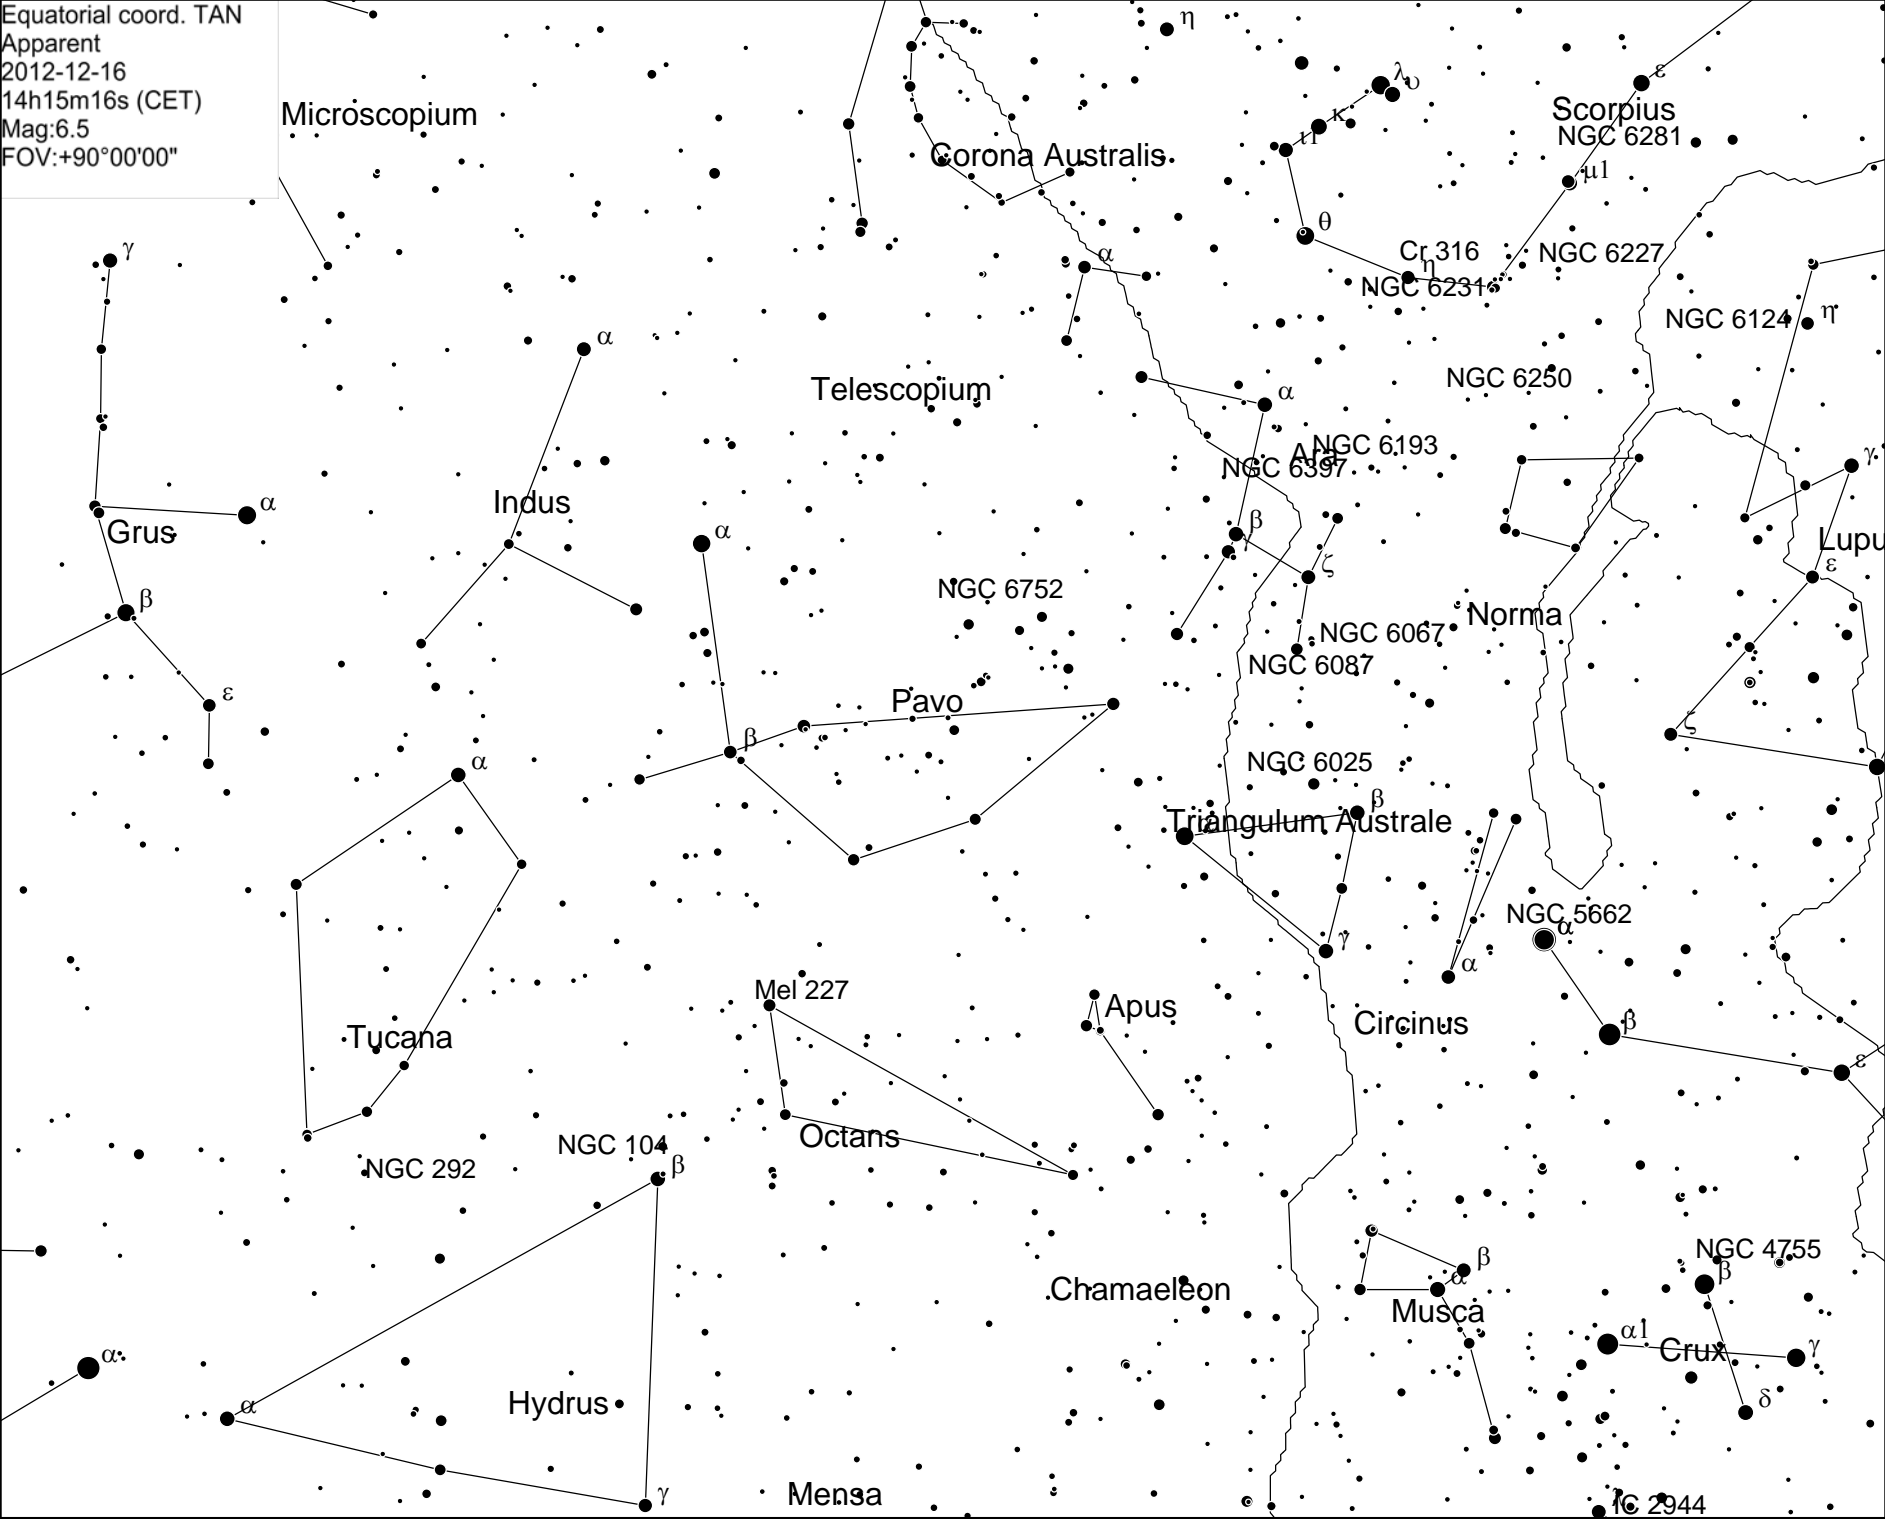 Equatorial coord. TAN
Apparent
2012-12-16
14h15m16s (CET)
Mag:6.5
FOV:+90°00'00"
η
λ
υ
ε
κ
Scorpius
Microscopium
NGC 6281
ι1
Corona Australis
μ1
θ
γ
α
Cr 316
NGC 6227
η
NGC 6231
NGC 6124
η
α
NGC 6250
Telescopium
α
NGC 6193
Ara
NGC 6397
γ
Indus
α
Grus
β
α
γ
Lupu
ζ
ε
NGC 6752
β
Norma
NGC 6067
NGC 6087
ε
Pavo
β
ζ
α
NGC 6025
β
Triangulum Australe
α
NGC 5662
α
γ
α
Mel 227
Apus
Circinus
β
Tucana
ε
Octans
NGC 104
β
NGC 292
NGC 4755
β
β
α
Chamaeleon
Musca
α1
Crux
γ
α
δ
α
Hydrus
γ
Mensa
λ
IC 2944